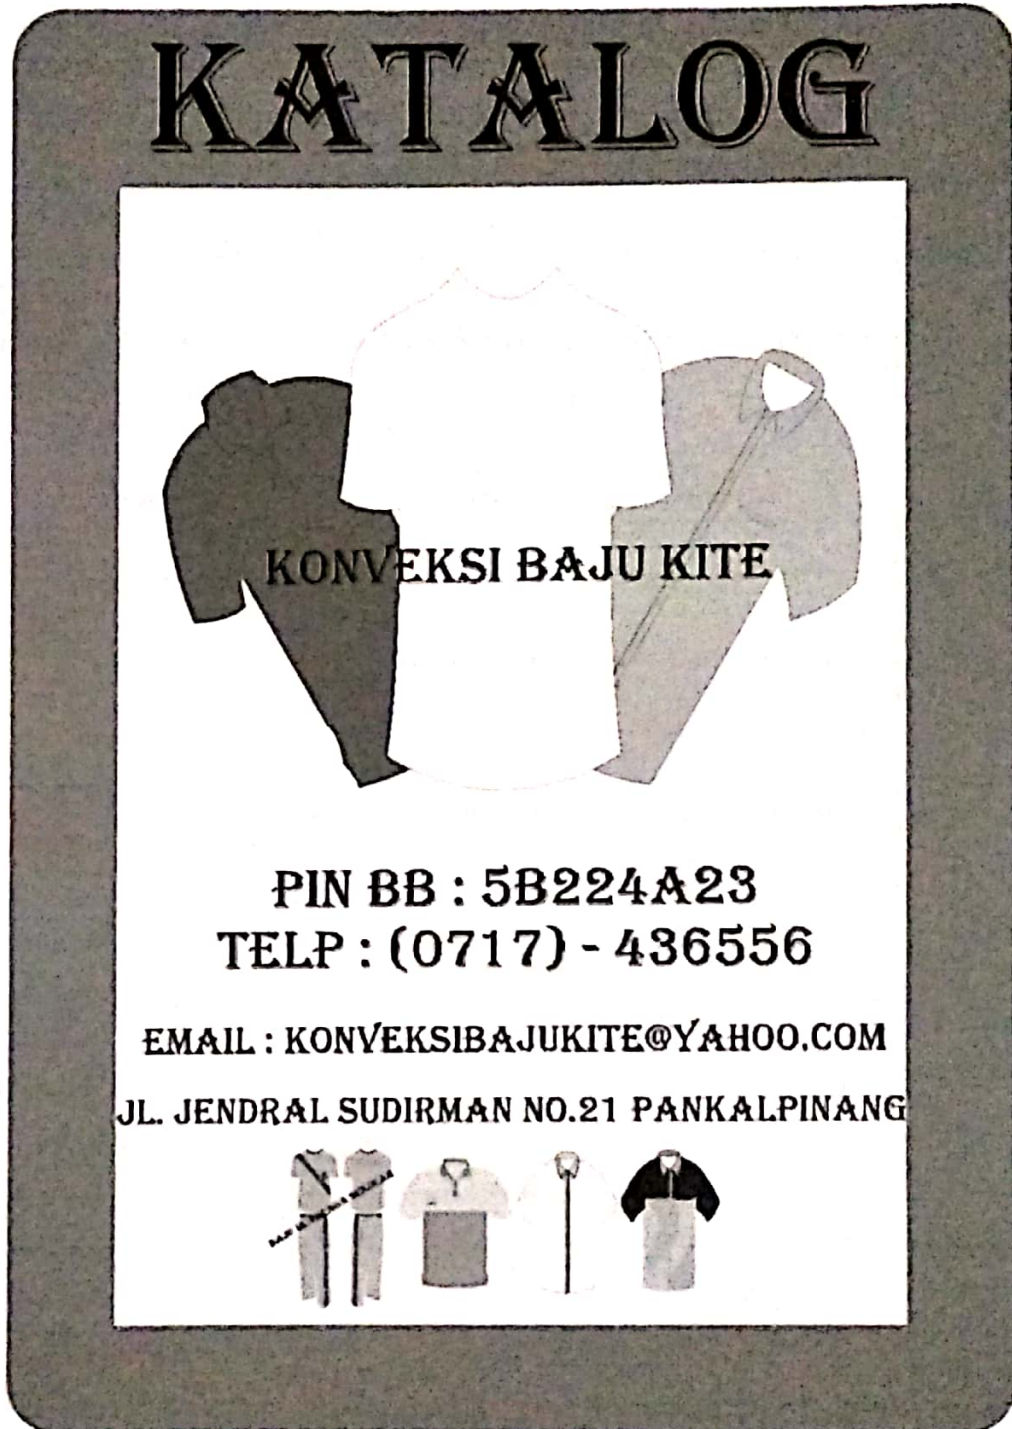 KATALOG
KONVEKSI BAJU KITE
PIN BB : 5B224A23
TELP : (0717) - 436556
EMAIL : KONVEKSIBAJUKITE@YAHOO.COM
JL. JENDRAL SUDIRMAN NO.21 PANKALPINANG
BAJU